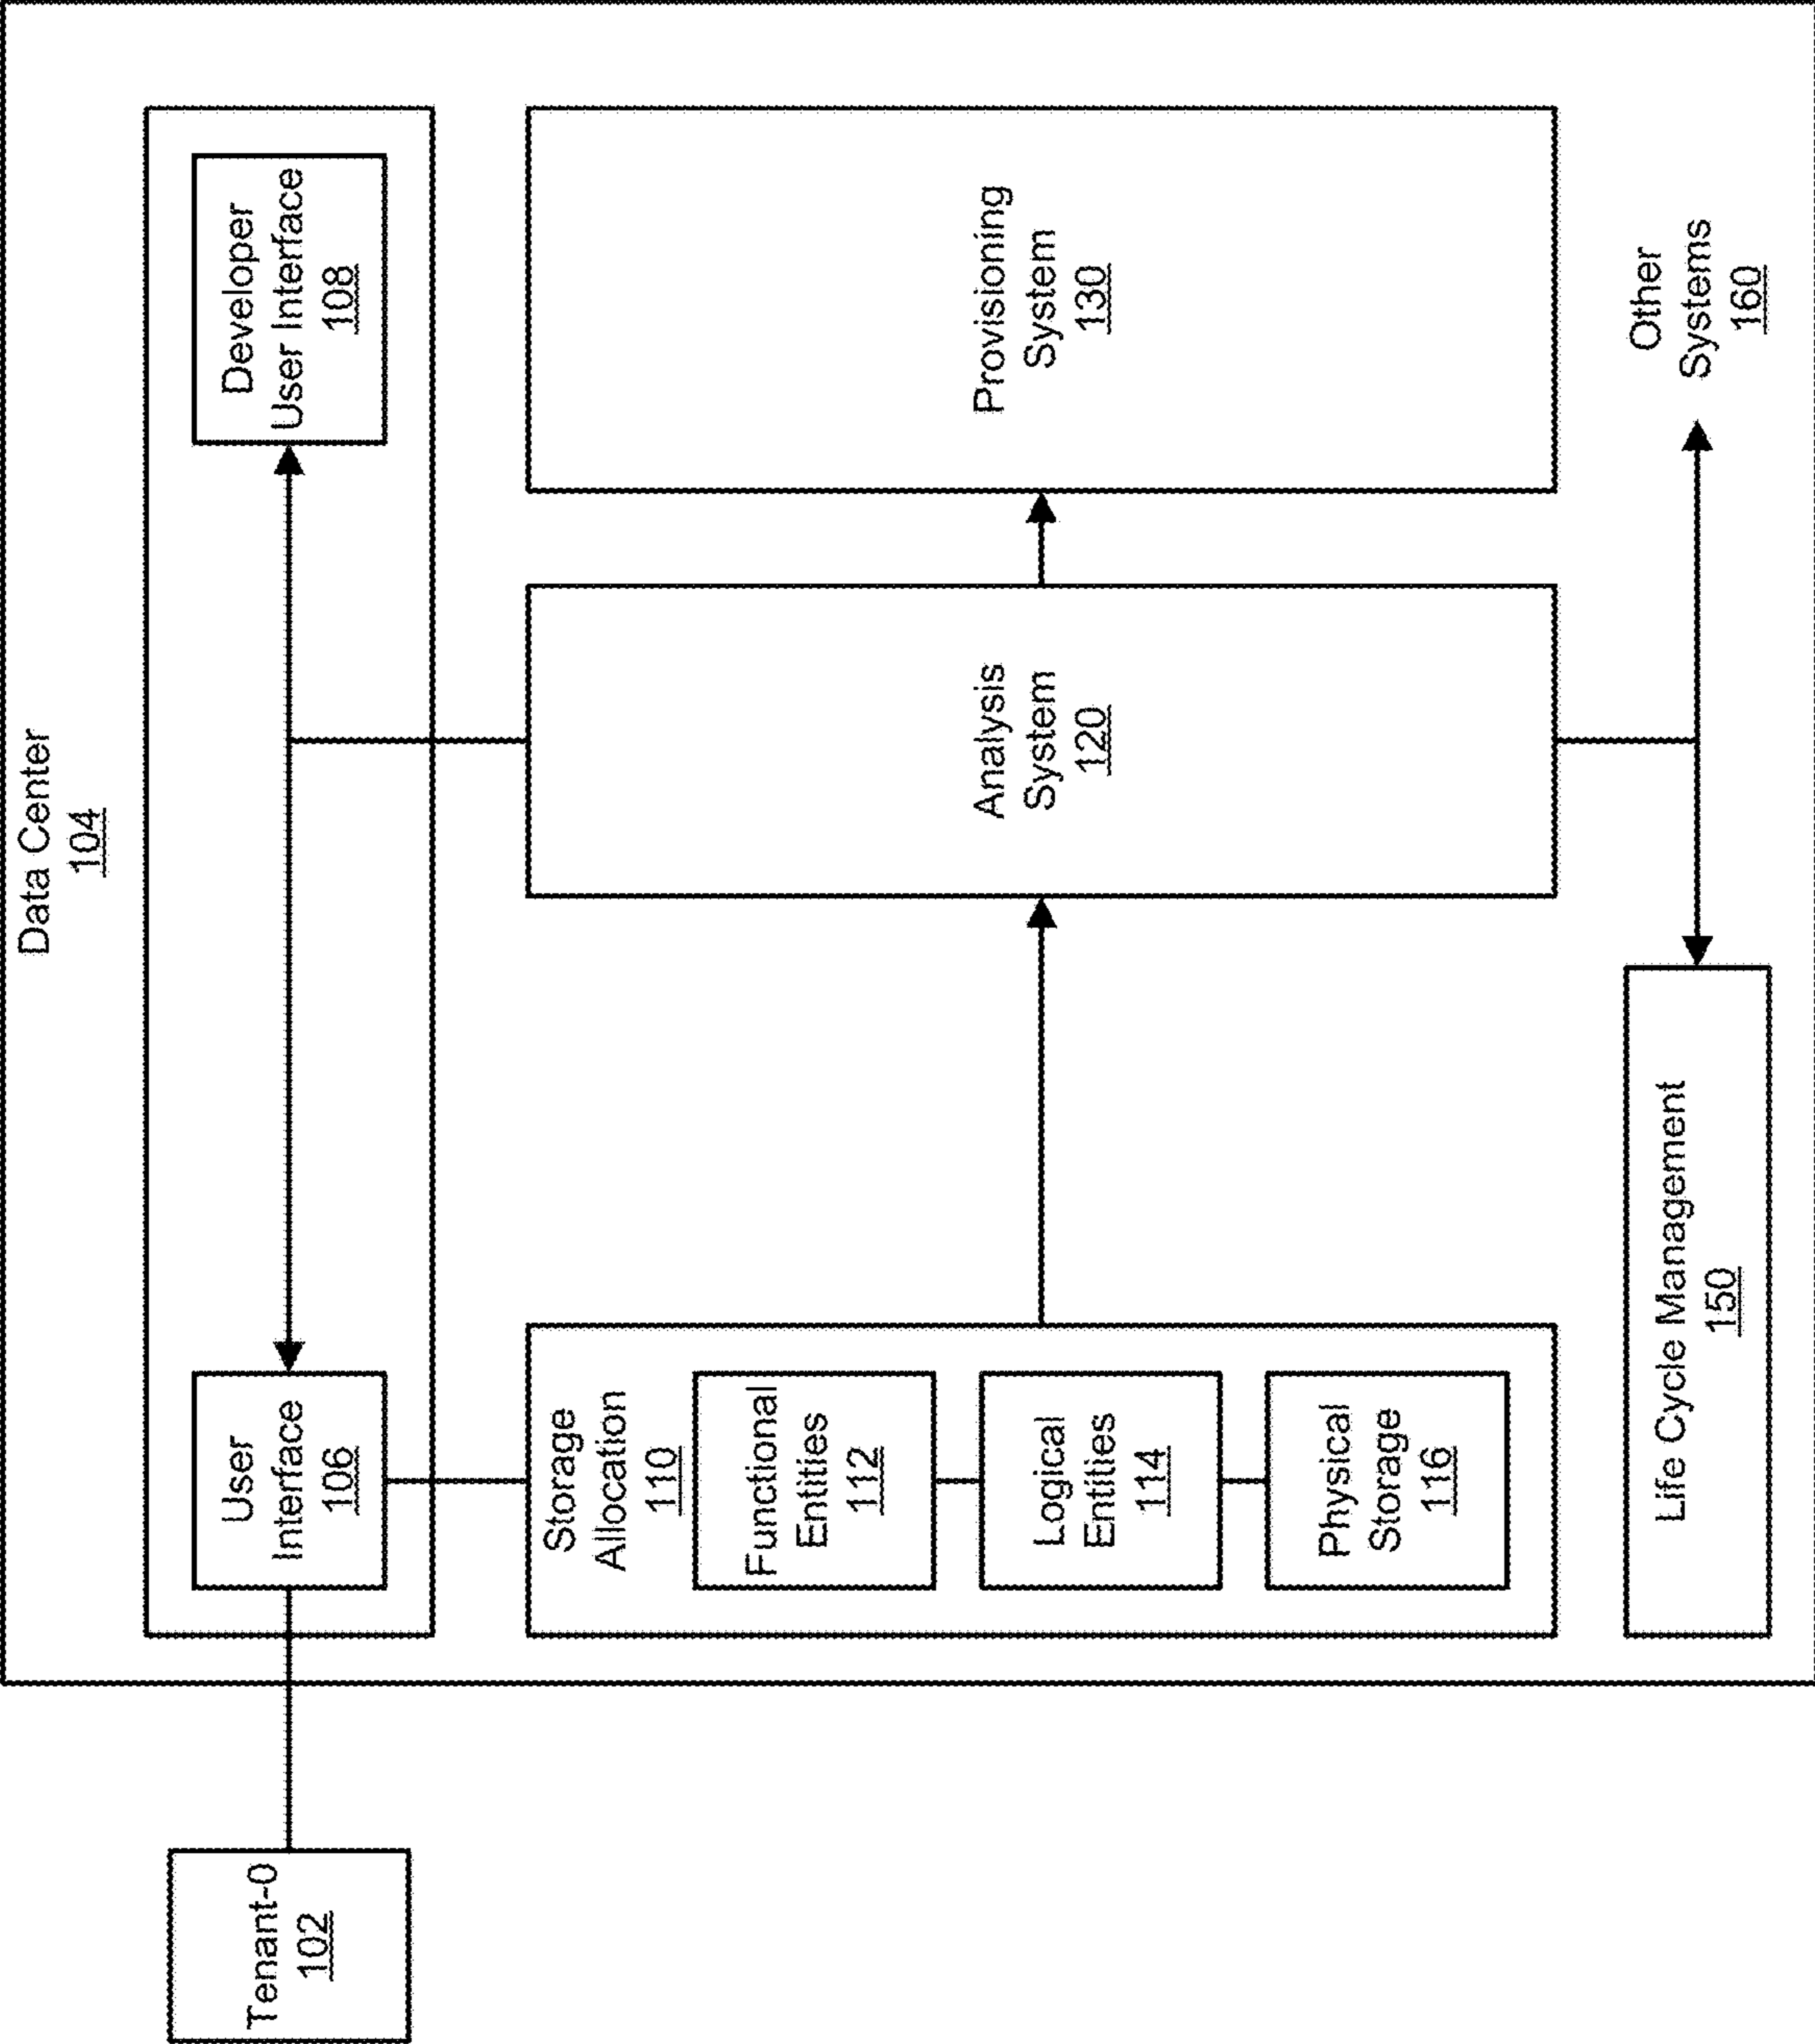 Data Center
104
Tenant-0
102
User
Interface
106
Developer
User Interface
108
Storage
Allocation
110
Functional
Entities
112
Logical
Entities
114
Physical
Storage
116
Analysis
System
120
Provisioning
System
130
Life Cycle Management
150
Other
Systems
160